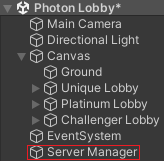 Photon Lobby*
Main Camera
Directional Light
Canvas
Ground
Unique Lobby
Platinum Lobby
Challenger Lobby
EventSystem
Server Manager